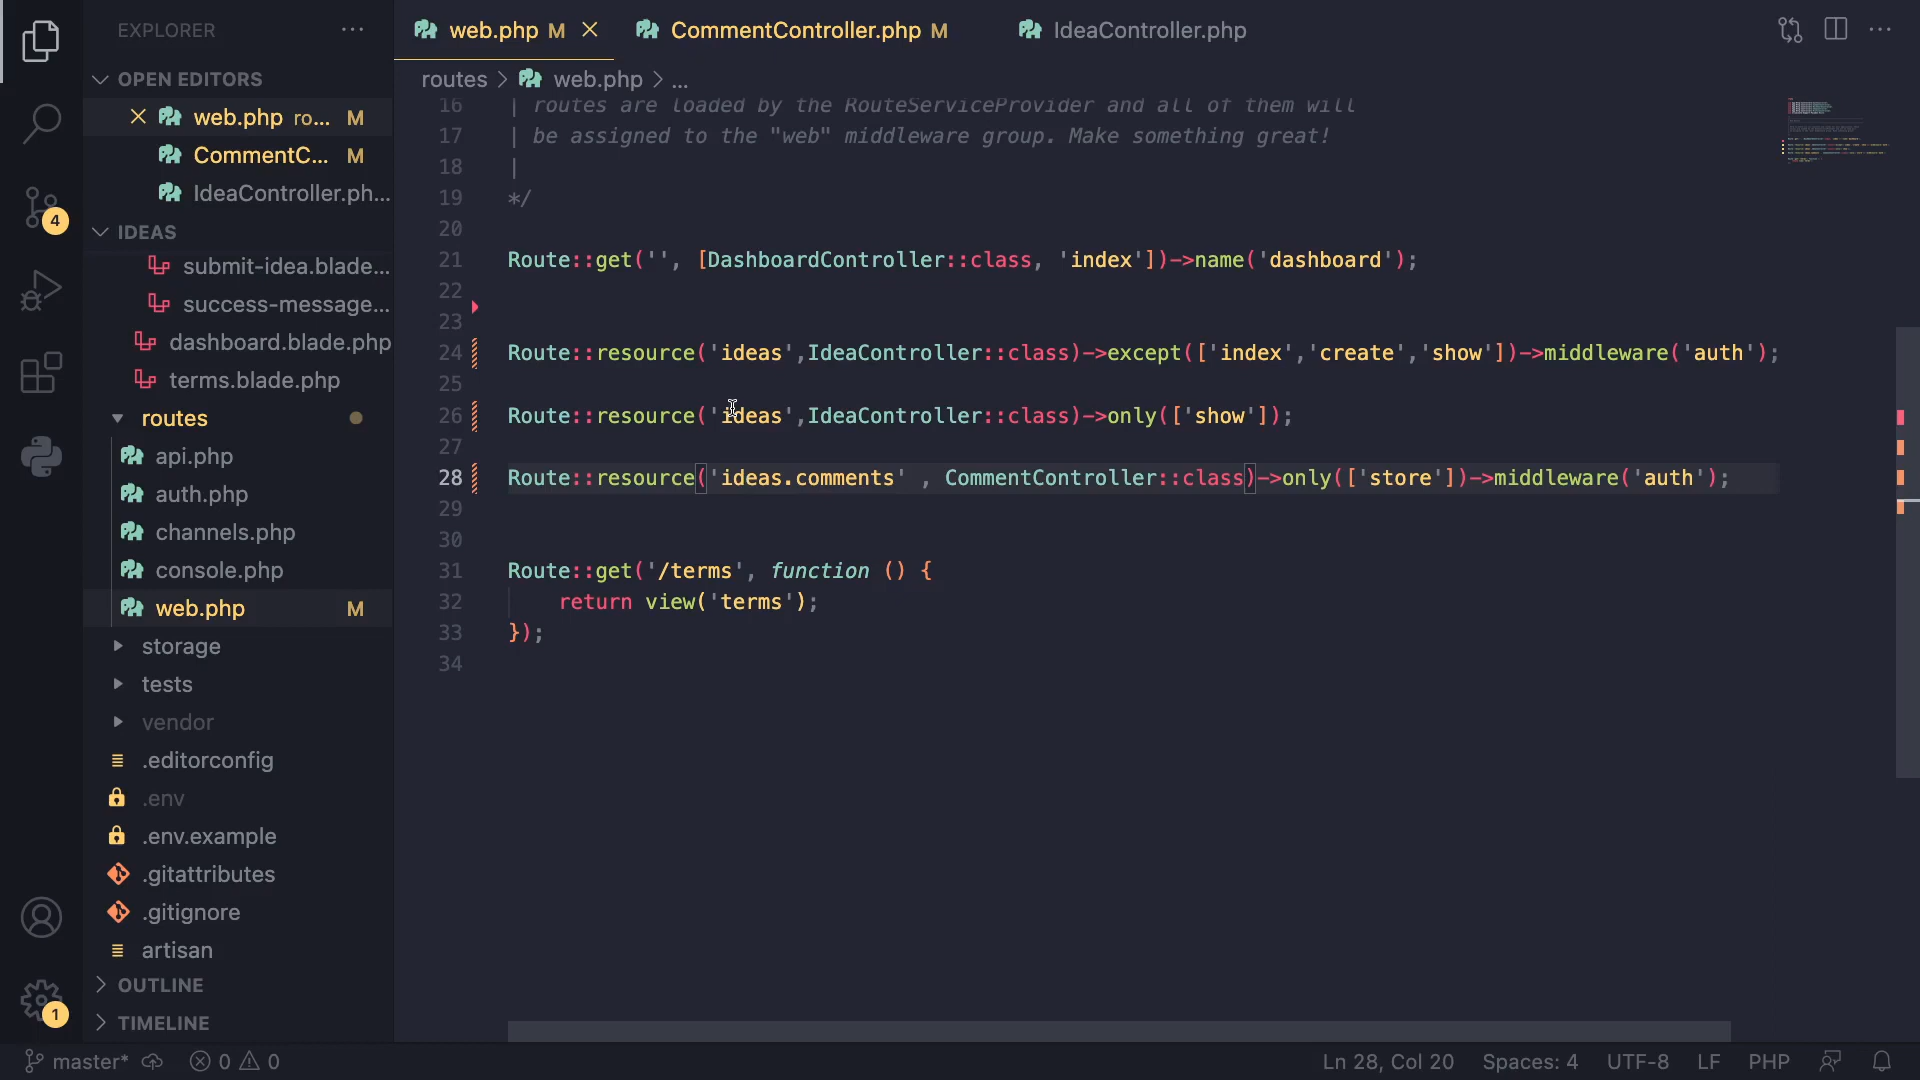 EXPLORER
OPEN EDITORS
web.php ro... M
CommentC... M
IdeaController.ph...
IDEAS
submit-idea.blade...
success-message...
dashboard.blade.php
terms.blade.php
routes
api.php
auth.php
channels.php
console.php
web.php M
storage
tests
vendor
.editorconfig
.env
.env.example
.gitattributes
.gitignore
artisan
OUTLINE
TIMELINE
4
1
web.php M
CommentController.php M
IdeaController.php
routes > web.php > ...
16 | routes are loaded by the RouteServiceProvider and all of them will
17 | be assigned to the "web" middleware group. Make something great!
18 |
19 */
20
21 Route::get('', [DashboardController::class, 'index'])->name('dashboard');
22
23
24 Route::resource('ideas',IdeaController::class)->except(['index','create','show'])->middleware('auth');
25
26 Route::resource('ideas',IdeaController::class)->only(['show']);
27
28 Route::resource('ideas.comments' , CommentController::class)->only(['store'])->middleware('auth');
29
30
31 Route::get('/terms', function () {
32 return view('terms');
33 });
34
master* 0 0
Ln 28, Col 20 Spaces: 4 UTF-8 LF PHP